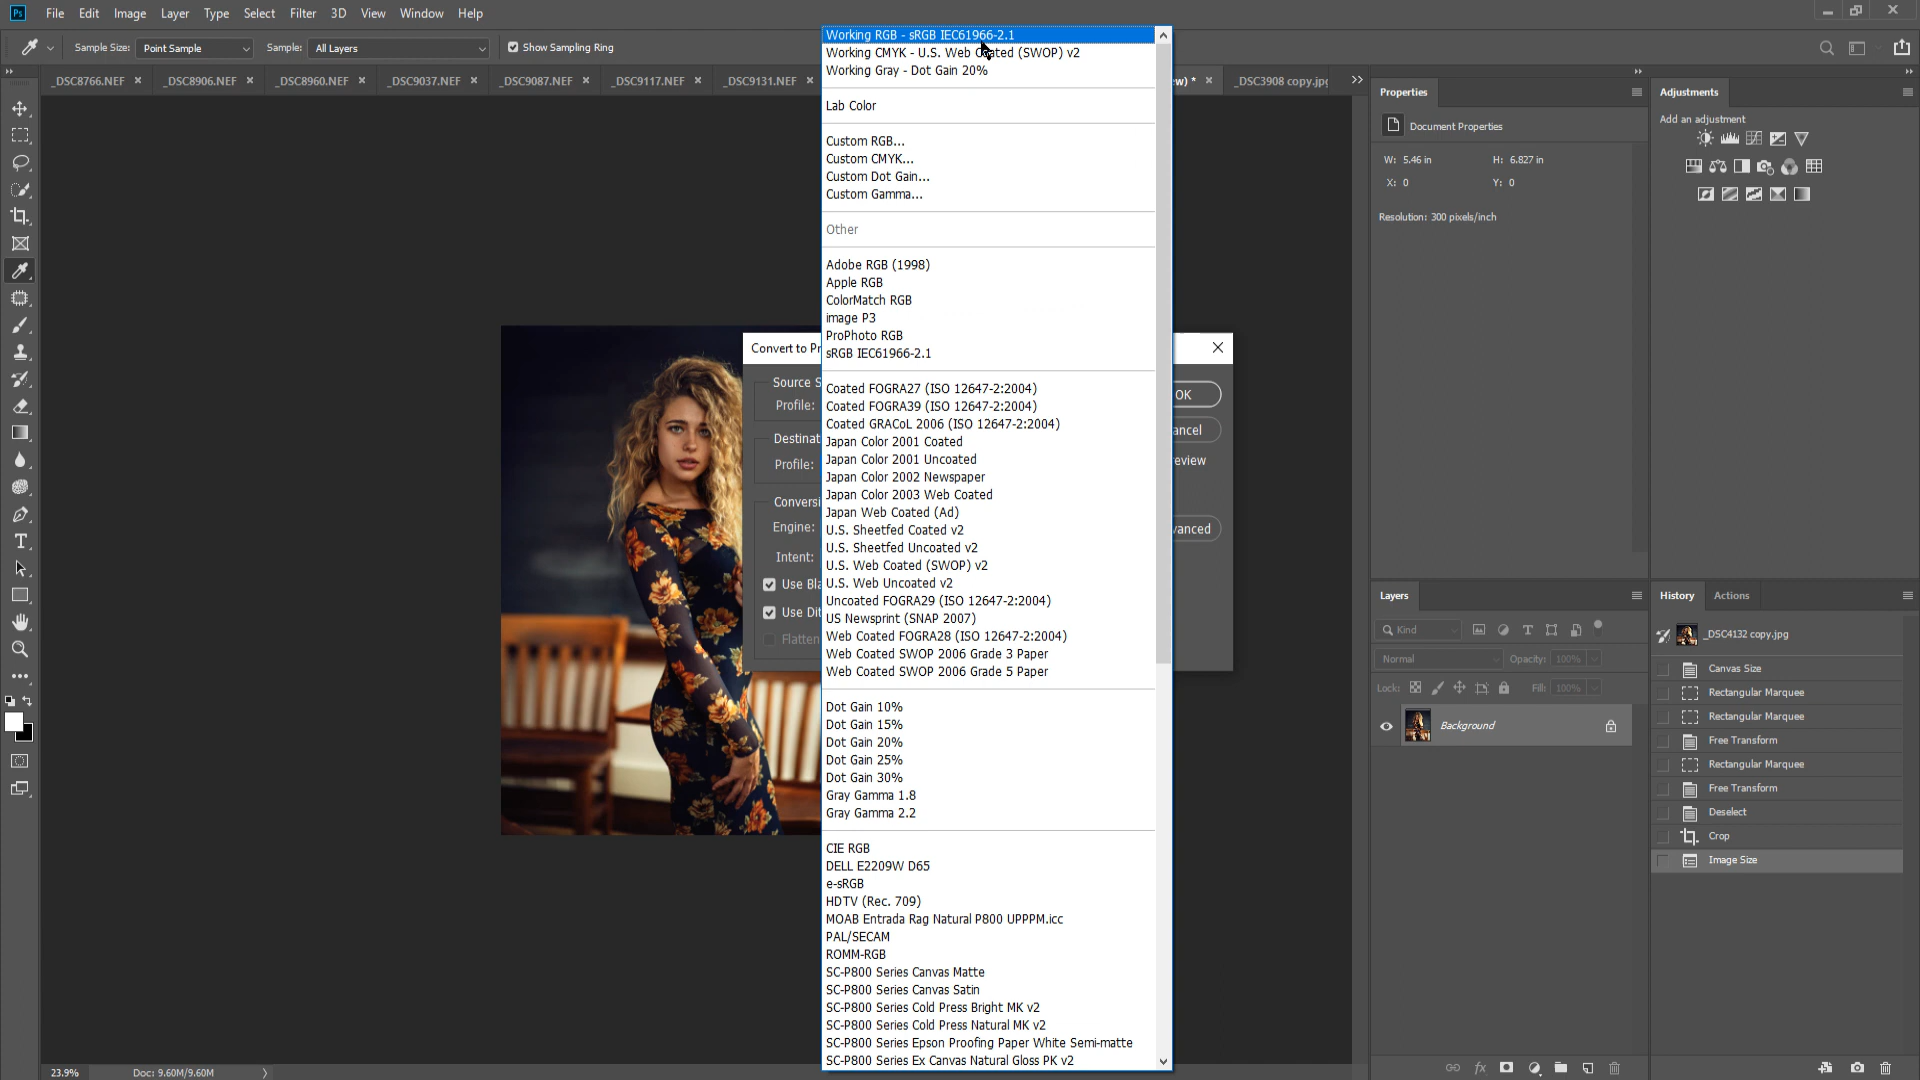 Ps File Edit Image Layer Type Select Filter 3D View Window Help
Sample Size: Point Sample Sample: All Layers Show Sampling Ring
_DSC8766.NEF _DSC8906.NEF _DSC8960.NEF _DSC9037.NEF _DSC9087.NEF _DSC9117.NEF _DSC9131.NEF w) * _DSC3908 copy.jpg
Working RGB - sRGB IEC61966-2.1
Working CMYK - U.S. Web Coated (SWOP) v2
Working Gray - Dot Gain 20%
Lab Color
Custom RGB...
Custom CMYK...
Custom Dot Gain...
Custom Gamma...
Other
Adobe RGB (1998)
Apple RGB
ColorMatch RGB
image P3
ProPhoto RGB
sRGB IEC61966-2.1
Coated FOGRA27 (ISO 12647-2:2004)
Coated FOGRA39 (ISO 12647-2:2004)
Coated GRACoL 2006 (ISO 12647-2:2004)
Japan Color 2001 Coated
Japan Color 2001 Uncoated
Japan Color 2002 Newspaper
Japan Color 2003 Web Coated
Japan Web Coated (Ad)
U.S. Sheetfed Coated v2
U.S. Sheetfed Uncoated v2
U.S. Web Coated (SWOP) v2
U.S. Web Uncoated v2
Uncoated FOGRA29 (ISO 12647-2:2004)
US Newsprint (SNAP 2007)
Web Coated FOGRA28 (ISO 12647-2:2004)
Web Coated SWOP 2006 Grade 3 Paper
Web Coated SWOP 2006 Grade 5 Paper
Dot Gain 10%
Dot Gain 15%
Dot Gain 20%
Dot Gain 25%
Dot Gain 30%
Gray Gamma 1.8
Gray Gamma 2.2
CIE RGB
DELL E2209W D65
e-sRGB
HDTV (Rec. 709)
MOAB Entrada Rag Natural P800 UPPPM.icc
PAL/SECAM
ROMM-RGB
SC-P800 Series Canvas Matte
SC-P800 Series Canvas Satin
SC-P800 Series Cold Press Bright MK v2
SC-P800 Series Cold Press Natural MK v2
SC-P800 Series Epson Proofing Paper White Semi-matte
SC-P800 Series Ex Canvas Natural Gloss PK v2
Convert to Pr
Source S
Profile:
Destinat
Profile:
Conversi
Engine:
Intent:
Use Bla
Use Dit
Flatten
OK
ancel
eview
vanced
Properties
Document Properties
W: 5.46 in H: 6.827 in
X: 0 Y: 0
Resolution: 300 pixels/inch
Adjustments
Add an adjustment
Layers
Kind
Normal Opacity: 100%
Lock: Fill: 100%
Background
fx
History Actions
_DSC4132 copy.jpg
Canvas Size
Rectangular Marquee
Rectangular Marquee
Free Transform
Rectangular Marquee
Free Transform
Deselect
Crop
Image Size
23.9% Doc: 9.60M/9.60M